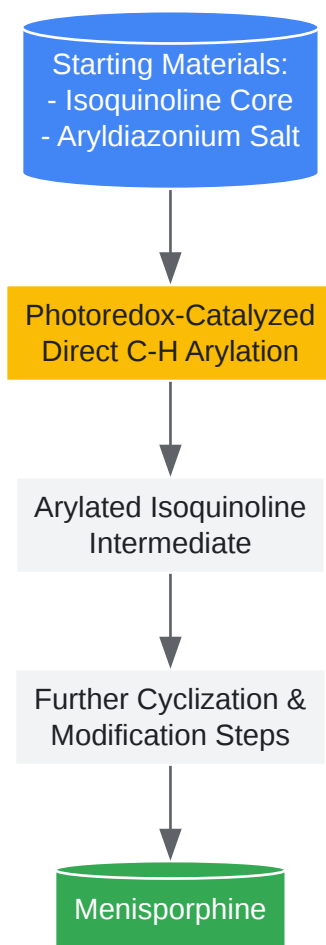 Starting Materials:
- Isoquinoline Core
- Aryldiazonium Salt
Photoredox-Catalyzed
Direct C-H Arylation
Arylated Isoquinoline
Intermediate
Further Cyclization &
Modification Steps
Menisporphine